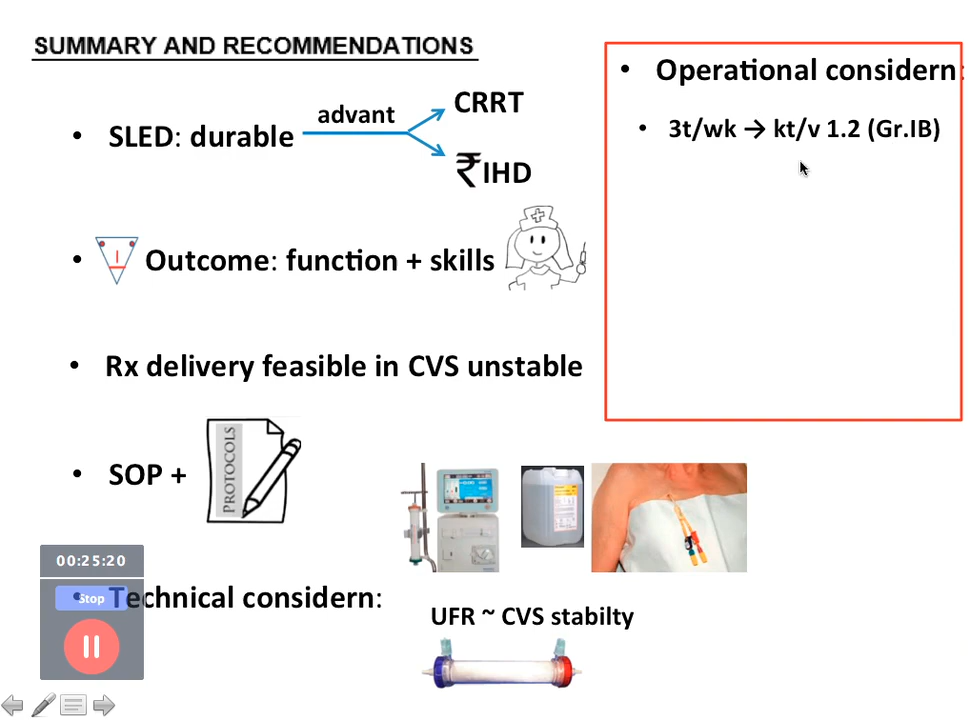 SUMMARY AND RECOMMENDATIONS
• SLED: durable
advant
CRRT
₹IHD
• Outcome: function + skills
• Rx delivery feasible in CVS unstable
• SOP +
PROTOCOLS
• Technical considern:
UFR ~ CVS stabilty
• Operational considern:
• 3t/wk → kt/v 1.2 (Gr.IB)
00:25:20
Stop